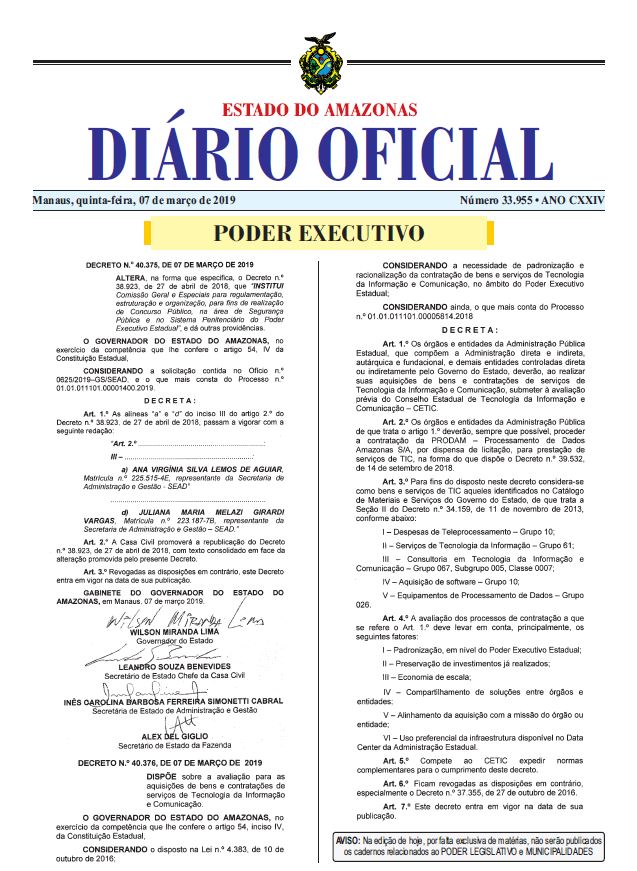 ESTADO DO AMAZONAS
DIÁRIO OFICIAL
Manaus, quinta-feira, 07 de março de 2019
Número 33.955 • ANO CXXIV
PODER EXECUTIVO
DECRETO N.º 40.375, DE 07 DE MARÇO DE 2019
ALTERA, na forma que especifica, o Decreto n.º
38.923, de 27 de abril de 2018, que "INSTITUI
Comissão Geral e Especiais para regulamentação,
estruturação e organização, para fins de realização
de Concurso Público, na área de Segurança
Pública e no Sistema Penitenciário do Poder
Executivo Estadual", e dá outras providências.
O GOVERNADOR DO ESTADO DO AMAZONAS, no
exercício da competência que lhe confere o artigo 54, IV da
Constituição Estadual,
CONSIDERANDO a solicitação contida no Ofício n.º
0625/2019–GS/SEAD, e o que mais consta do Processo n.º
01.01.011101.00001400.2019.
D E C R E T A :
Art. 1.º As alíneas "a" e "d" do inciso III do artigo 2.º do
Decreto n.º 38.923, de 27 de abril de 2018, passam a vigorar com a
seguinte redação:
"Art. 2.º ..............................................:
III – ..............................................:
a) ANA VIRGÍNIA SILVA LEMOS DE AGUIAR,
Matrícula n.º 225.515-4E, representante da Secretaria de
Administração e Gestão - SEAD"
..............................................................
d) JULIANA MARIA MELAZI GIRARDI
VARGAS, Matrícula n.º 223.187-7B, representante da
Secretaria de Administração e Gestão – SEAD."
Art. 2.º A Casa Civil promoverá a republicação do Decreto
n.º 38.923, de 27 de abril de 2018, com texto consolidado em face da
alteração promovida pelo presente Decreto.
Art. 3.º Revogadas as disposições em contrário, este Decreto
entra em vigor na data de sua publicação.
GABINETE DO GOVERNADOR DO ESTADO DO
AMAZONAS, em Manaus. 07 de março 2019.
Wilson Miranda Lima
WILSON MIRANDA LIMA
Governador do Estado
LEANDRO SOUZA BENEVIDES
Secretário de Estado Chefe da Casa Civil
INÊS CAROLINA BARBOSA FERREIRA SIMONETTI CABRAL
Secretária de Estado de Administração e Gestão
ALEX DEL GIGLIO
Secretário de Estado da Fazenda
DECRETO N.º 40.376, DE 07 DE MARÇO DE 2019
DISPÕE sobre a avaliação para as
aquisições de bens e contratações de
serviços de Tecnologia da Informação
e Comunicação.
O GOVERNADOR DO ESTADO DO AMAZONAS, no
exercício da competência que lhe confere o artigo 54, inciso IV,
da Constituição Estadual,
CONSIDERANDO o disposto na Lei n.º 4.383, de 10 de
outubro de 2016;
CONSIDERANDO a necessidade de padronização e
racionalização da contratação de bens e serviços de Tecnologia
da Informação e Comunicação, no âmbito do Poder Executivo
Estadual;
CONSIDERANDO ainda, o que mais consta do Processo
n.º 01.01.011101.00005814.2018
D E C R E T A :
Art. 1.º Os órgãos e entidades da Administração Pública
Estadual, que compõem a Administração direta e indireta,
autárquica e fundacional, e demais entidades controladas direta
ou indiretamente pelo Governo do Estado, deverão, ao realizar
suas aquisições de bens e contratações de serviços de
Tecnologia da Informação e Comunicação, submeter à avaliação
prévia do Conselho Estadual de Tecnologia da Informação e
Comunicação – CETIC.
Art. 2.º Os órgãos e entidades da Administração Pública
de que trata o artigo 1.º deverão, sempre que possível, proceder
a contratação da PRODAM – Processamento de Dados
Amazonas S/A, por dispensa de licitação, para prestação de
serviços de TIC, na forma do que dispõe o Decreto n.º 39.532,
de 14 de setembro de 2018.
Art. 3.º Para fins do disposto neste decreto considera-se
como bens e serviços de TIC aqueles identificados no Catálogo
de Materiais e Serviços do Governo do Estado, de que trata a
Seção II do Decreto n.º 34.159, de 11 de novembro de 2013,
conforme abaixo:
I – Despesas de Teleprocessamento – Grupo 10;
II – Serviços de Tecnologia da Informação – Grupo 61;
III – Consultoria em Tecnologia da Informação e
Comunicação – Grupo 067, Subgrupo 005, Classe 0007;
IV – Aquisição de software – Grupo 10;
V – Equipamentos de Processamento de Dados – Grupo
026.
Art. 4.º A avaliação dos processos de contratação a que
se refere o Art. 1.º deve levar em conta, principalmente, os
seguintes fatores:
I – Padronização, em nível do Poder Executivo Estadual;
II – Preservação de investimentos já realizados;
III – Economia de escala;
IV – Compartilhamento de soluções entre órgãos e
entidades;
V – Alinhamento da aquisição com a missão do órgão ou
entidade;
VI – Uso preferencial da infraestrutura disponível no Data
Center da Administração Estadual.
Art. 5.º Compete ao CETIC expedir normas
complementares para o cumprimento deste decreto.
Art. 6.º Ficam revogadas as disposições em contrário,
especialmente o Decreto n.º 37.355, de 27 de outubro de 2016.
Art. 7.º Este decreto entra em vigor na data de sua
publicação.
AVISO: Na edição de hoje, por falta exclusiva de matérias, não serão publicados
os cadernos relacionados ao PODER LEGISLATIVO e MUNICIPALIDADES